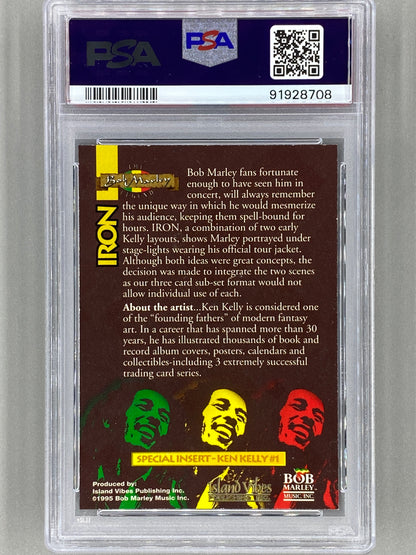 PSA
PSA
91928708
THE
Bob Marley
LEGEND
IRON
Bob Marley fans fortunate
enough to have seen him in
concert, will always remember
the unique way in which he would mesmerize
his audience, keeping them spell-bound for
hours. IRON, a combination of two early
Kelly layouts, shows Marley portrayed under
stage-lights wearing his official tour jacket.
Although both ideas were great concepts, the
decision was made to integrate the two scenes
as our three card sub-set format would not
allow individual use of each.
About the artist...Ken Kelly is considered one
of the "founding fathers" of modern fantasy
art. In a career that has spanned more than 30
years, he has illustrated thousands of book and
record album covers, posters, calendars and
collectibles-including 3 extremely successful
trading card series.
SPECIAL INSERT - KEN KELLY #1
Produced by:
Island Vibes Publishing Inc.
©1995 Bob Marley Music Inc.
Island Vibes
PUBLISHING INC.
BOB
MARLEY
MUSIC, INC.